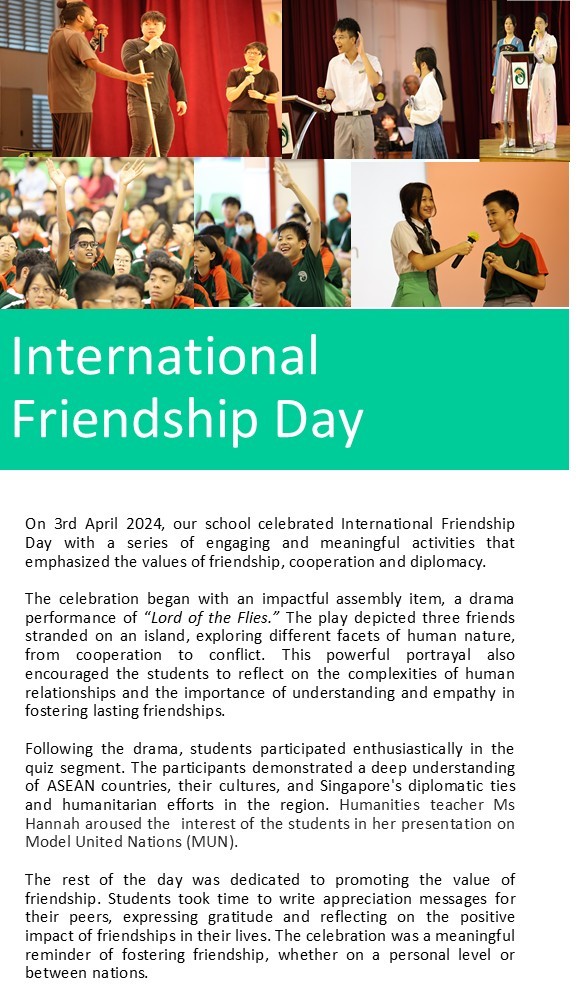 International
Friendship Day
On 3rd April 2024, our school celebrated International Friendship
Day with a series of engaging and meaningful activities that
emphasized the values of friendship, cooperation and diplomacy.
The celebration began with an impactful assembly item, a drama
performance of “Lord of the Flies.” The play depicted three friends
stranded on an island, exploring different facets of human nature,
from cooperation to conflict. This powerful portrayal also
encouraged the students to reflect on the complexities of human
relationships and the importance of understanding and empathy in
fostering lasting friendships.
Following the drama, students participated enthusiastically in the
quiz segment. The participants demonstrated a deep understanding
of ASEAN countries, their cultures, and Singapore's diplomatic ties
and humanitarian efforts in the region. Humanities teacher Ms
Hannah aroused the  interest of the students in her presentation on
Model United Nations (MUN).
The rest of the day was dedicated to promoting the value of
friendship. Students took time to write appreciation messages for
their peers, expressing gratitude and reflecting on the positive
impact of friendships in their lives. The celebration was a meaningful
reminder of fostering friendship, whether on a personal level or
between nations.